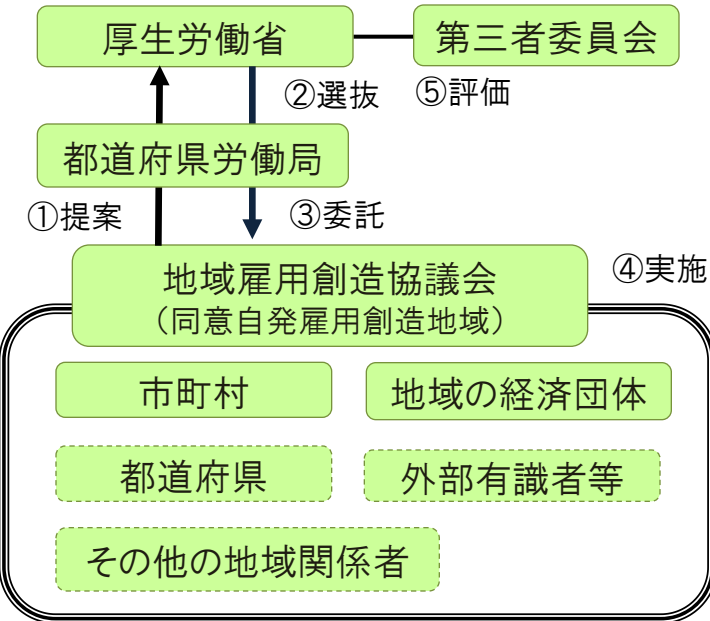 厚生労働省
第三者委員会
②選抜
⑤評価
都道府県労働局
①提案
③委託
地域雇用創造協議会
（同意自発雇用創造地域）
④実施
市町村
地域の経済団体
都道府県
外部有識者等
その他の地域関係者